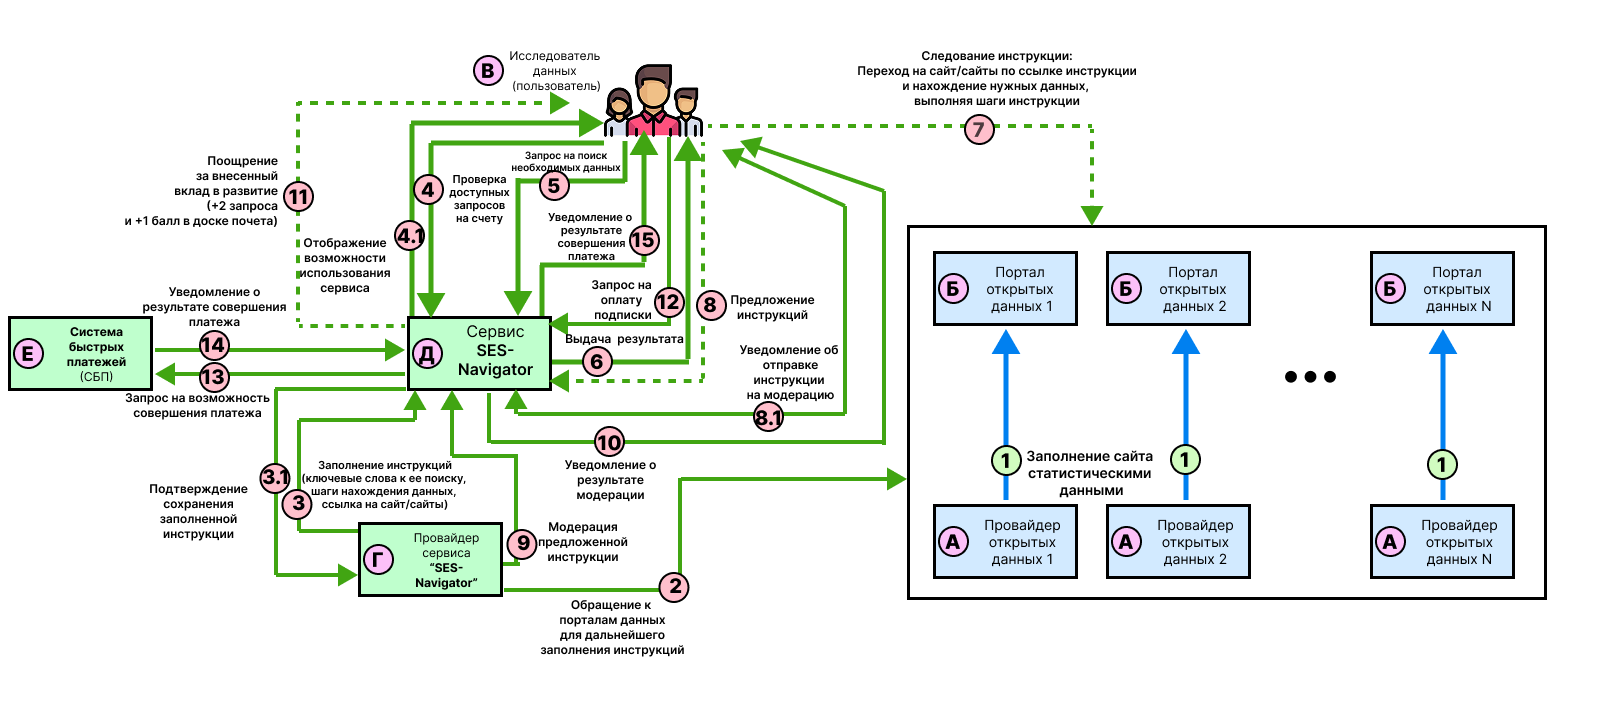 В
Исследователь
данных
(пользователь)
Следование инструкции:
Переход на сайт/сайты по ссылке инструкции
и нахождение нужных данных,
выполняя шаги инструкции
7
Поощрение
за внесенный
вклад в развитие
(+2 запроса
и +1 балл в доске почета)
11
4
Проверка
доступных
запросов
на счету
Запрос на поиск
необходимых данных
5
4.1
Отображение
возможности
использования
сервиса
Уведомление о
результате
совершения
платежа
15
Запрос на
оплату
подписки
12
8
Предложение
инструкций
Уведомление о
результате совершения
платежа
14
Е
Система
быстрых
платежей
(СБП)
13
Запрос на возможность
совершения платежа
Д
Сервис
SES-
Navigator
Выдача результата
6
Уведомление об
отправке
инструкции
на модерацию
8.1
10
Уведомление о
результате
модерации
3.1
3
Заполнение инструкций
(ключевые слова к ее поиску,
шаги нахождения данных,
ссылка на сайт/сайты)
Подтверждение
сохранения
заполненной
инструкции
Г
Провайдер
сервиса
“SES-
Navigator”
9
Модерация
предложенной
инструкции
2
Обращение к
порталам данных
для дальнейшего
заполнения инструкций
Б
Портал
открытых
данных 1
Б
Портал
открытых
данных 2
Б
Портал
открытых
данных N
1
Заполнение сайта
статистическими
данными
1
1
А
Провайдер
открытых
данных 1
А
Провайдер
открытых
данных 2
А
Провайдер
открытых
данных N